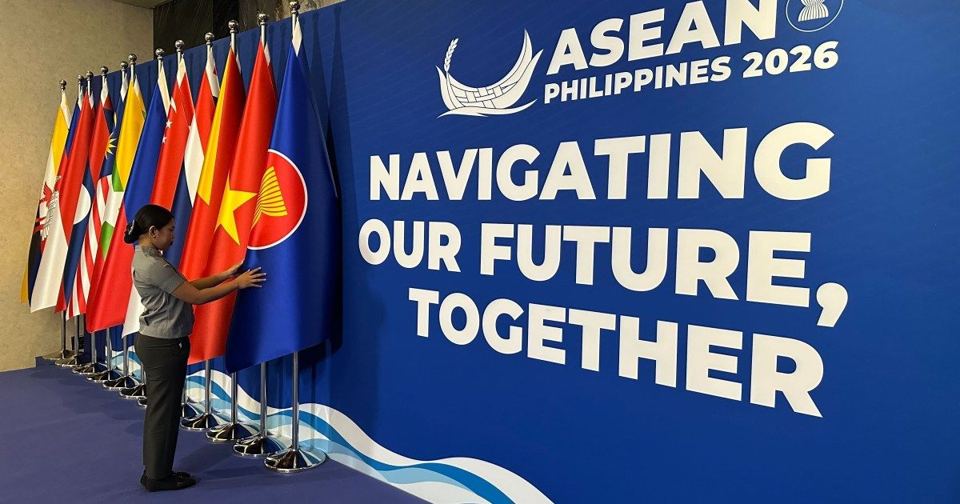 ASEAN
PHILIPPINES 2026
NAVIGATING
OUR FUTURE,
TOGETHER